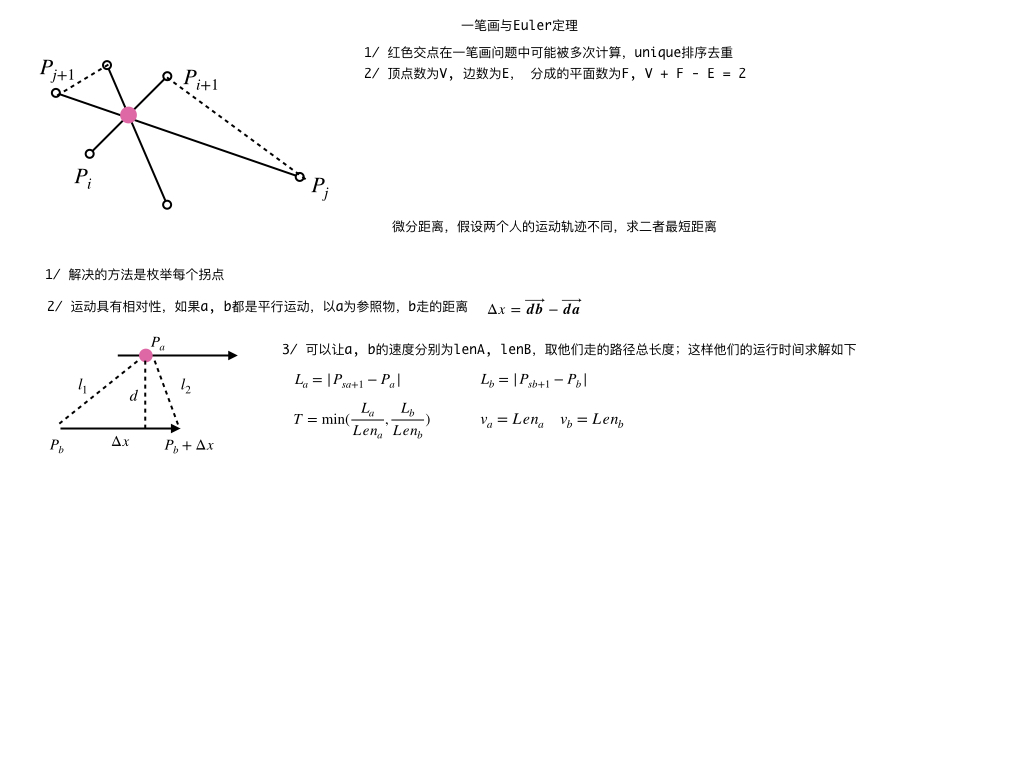 一笔画与Euler定理
1/ 红色交点在一笔画问题中可能被多次计算，unique排序去重
2/ 顶点数为V, 边数为E， 分成的平面数为F, V + F - E = 2
P_{j+1}
P_{i+1}
P_i
P_j
微分距离，假设两个人的运动轨迹不同，求二者最短距离
1/ 解决的方法是枚举每个拐点
2/ 运动具有相对性，如果a, b都是平行运动，以a为参照物，b走的距离 Δx = \overrightarrow{db} − \overrightarrow{da}
P_a
l_1
d
l_2
P_b
Δx
P_b + Δx
3/ 可以让a, b的速度分别为lenA, lenB，取他们走的路径总长度；这样他们的运行时间求解如下
L_a = |P_{sa+1} − P_a| L_b = |P_{sb+1} − P_b|
T = min(\frac{L_a}{Len_a}, \frac{L_b}{Len_b}) v_a = Len_a v_b = Len_b